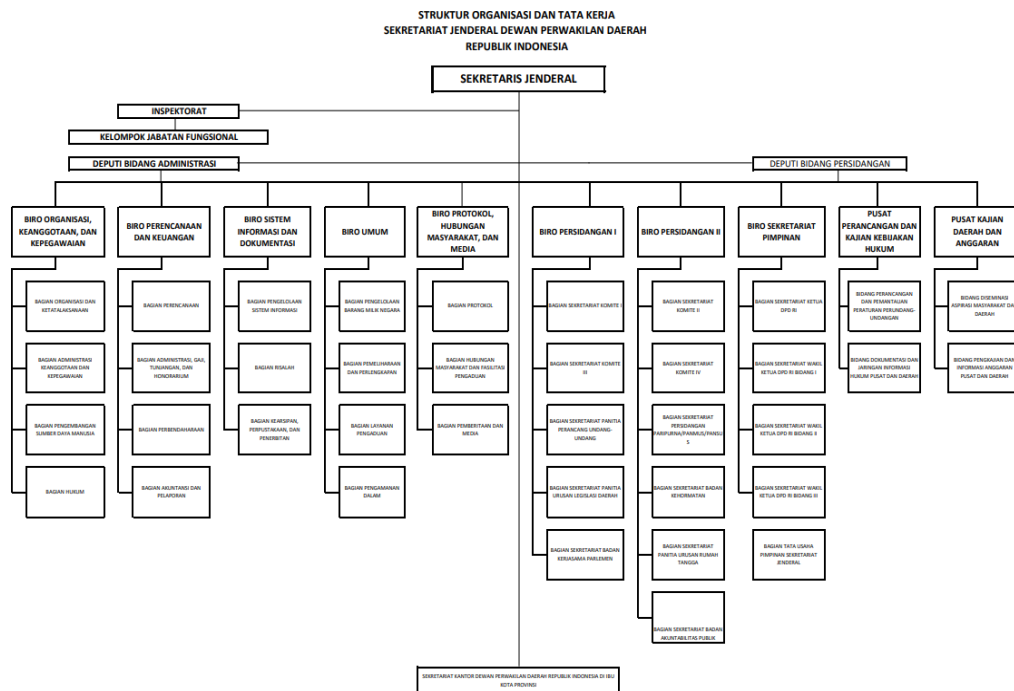 STRUKTUR ORGANISASI DAN TATA KERJA
SEKRETARIAT JENDERAL DEWAN PERWAKILAN DAERAH
REPUBLIK INDONESIA
SEKRETARIS JENDERAL
INSPEKTORAT
KELOMPOK JABATAN FUNGSIONAL
DEPUTI BIDANG ADMINISTRASI
DEPUTI BIDANG PERSIDANGAN
BIRO ORGANISASI,
KEANGGOTAAN, DAN
KEPEGAWAIAN
BIRO PERENCANAAN
DAN KEUANGAN
BIRO SISTEM
INFORMASI DAN
DOKUMENTASI
BIRO UMUM
BIRO PROTOKOL,
HUBUNGAN
MASYARAKAT, DAN
MEDIA
BIRO PERSIDANGAN I
BIRO PERSIDANGAN II
BIRO SEKRETARIAT
PIMPINAN
PUSAT
PERANCANGAN DAN
KAJIAN KEBIJAKAN
HUKUM
PUSAT KAJIAN
DAERAH DAN
ANGGARAN
BAGIAN ORGANISASI DAN
KETATALAKSANAAN
BAGIAN ADMINISTRASI
KEANGGOTAAN DAN
KEPEGAWAIAN
BAGIAN PENGEMBANGAN
SUMBER DAYA MANUSIA
BAGIAN HUKUM
BAGIAN PERENCANAAN
BAGIAN ADMINISTRASI, GAJI,
TUNJANGAN, DAN
HONORARIUM
BAGIAN PERBENDAHARAAN
BAGIAN AKUNTANSI DAN
PELAPORAN
BAGIAN PENGELOLAAN
SISTEM INFORMASI
BAGIAN RISALAH
BAGIAN KEARSIPAN,
PERPUSTAKAAN, DAN
PENERBITAN
BAGIAN PENGELOLAAN
BARANG MILIK NEGARA
BAGIAN PEMELIHARAAN
DAN PERLENGKAPAN
BAGIAN LAYANAN
PENGADUAN
BAGIAN PENGAMANAN
DALAM
BAGIAN PROTOKOL
BAGIAN HUBUNGAN
MASYARAKAT DAN FASILITASI
PENGADUAN
BAGIAN PEMBERITAAN DAN
MEDIA
BAGIAN SEKRETARIAT KOMITE I
BAGIAN SEKRETARIAT KOMITE
III
BAGIAN SEKRETARIAT PANITIA
PERANCANG UNDANG-
UNDANG
BAGIAN SEKRETARIAT PANITIA
URUSAN LEGISLASI DAERAH
BAGIAN SEKRETARIAT BADAN
KERJASAMA PARLEMEN
BAGIAN SEKRETARIAT
KOMITE II
BAGIAN SEKRETARIAT
KOMITE IV
BAGIAN SEKRETARIAT
PERSIDANGAN
PARIPURNA/PANMUS/PANSU
S
BAGIAN SEKRETARIAT BADAN
KEHORMATAN
BAGIAN SEKRETARIAT
PANITIA URUSAN RUMAH
TANGGA
BAGIAN SEKRETARIAT BADAN
AKUNTABILITAS PUBLIK
BAGIAN SEKRETARIAT KETUA
DPD RI
BAGIAN SEKRETARIAT WAKIL
KETUA DPD RI BIDANG I
BAGIAN SEKRETARIAT WAKIL
KETUA DPD RI BIDANG II
BAGIAN SEKRETARIAT WAKIL
KETUA DPD RI BIDANG III
BAGIAN TATA USAHA
PIMPINAN SEKRETARIAT
JENDERAL
BIDANG PERANCANGAN
DAN PEMANTAUAN
PERATURAN PERUNDANG-
UNDANGAN
BIDANG DOKUMENTASI DAN
JARINGAN INFORMASI
HUKUM PUSAT DAN DAERAH
BIDANG DISEMINASI
ASPIRASI MASYARAKAT DA
DAERAH
BIDANG PENGKAJIAN DAN
INFORMASI ANGGARAN
PUSAT DAN DAERAH
SEKRETARIAT KANTOR DEWAN PERWAKILAN DAERAH REPUBLIK INDONESIA DI IBU
KOTA PROVINSI